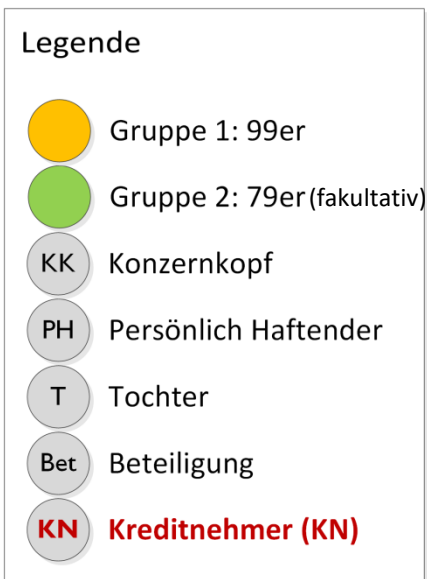 Legende
Gruppe 1: 99er
Gruppe 2: 79er (fakultativ)
KK Konzernkopf
PH Persönlich Haftender
T Tochter
Bet Beteiligung
KN Kreditnehmer (KN)